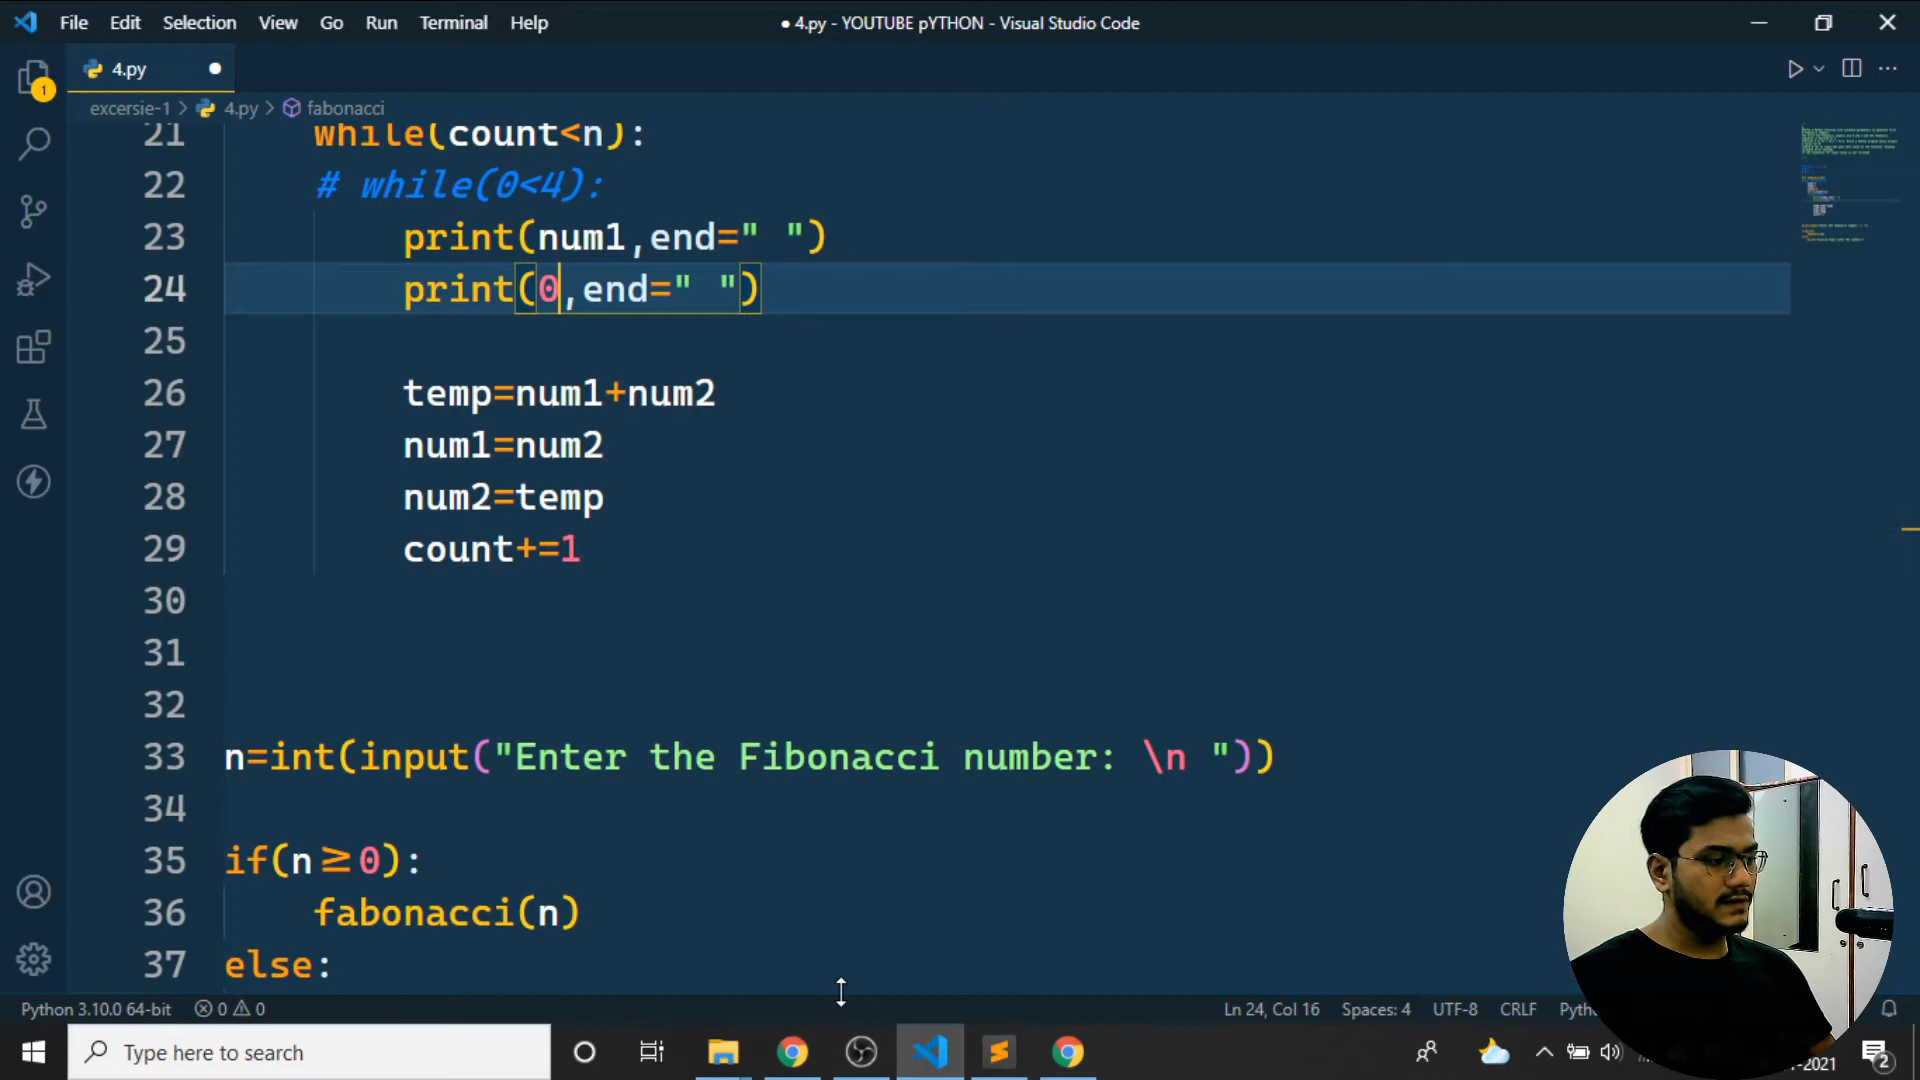 File Edit Selection View Go Run Terminal Help
● 4.py - YOUTUBE pYTHON - Visual Studio Code
4.py
1
excersie-1 > 4.py > fabonacci
21 while(count<n):
22 # while(0<4):
23 print(num1,end=" ")
24 print(0,end=" ")
25
26 temp=num1+num2
27 num1=num2
28 num2=temp
29 count+=1
30
31
32
33 n=int(input("Enter the Fibonacci number: \n "))
34
35 if(n≥0):
36 fabonacci(n)
37 else:
Python 3.10.0 64-bit 0 0 Ln 24, Col 16 Spaces: 4 UTF-8 CRLF
Type here to search
2